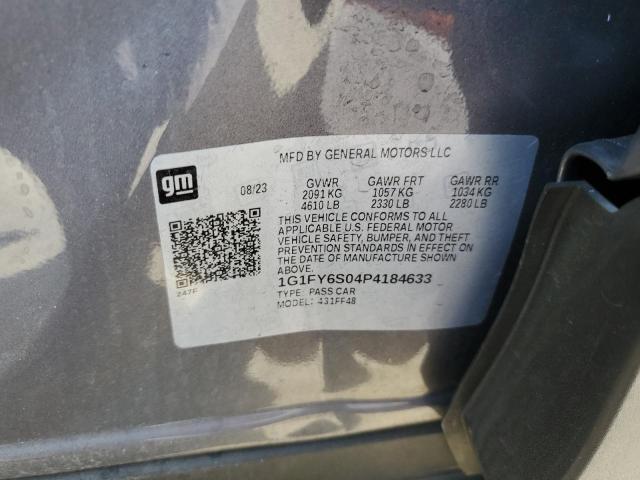 MFD BY GENERAL MOTORS LLC
gm
08/23
GVWR GAWR FRT GAWR RR
2091 KG 1057 KG 1034 KG
4610 LB 2330 LB 2280 LB
THIS VEHICLE CONFORMS TO ALL
APPLICABLE U.S. FEDERAL MOTOR
VEHICLE SAFETY, BUMPER, AND THEFT
PREVENTION STANDARDS IN EFFECT
ON THE DATE OF MANUFACTURE SHOWN
ABOVE.
1G1FY6S04P4184633
TYPE: PASS CAR
MODEL: 431FF48